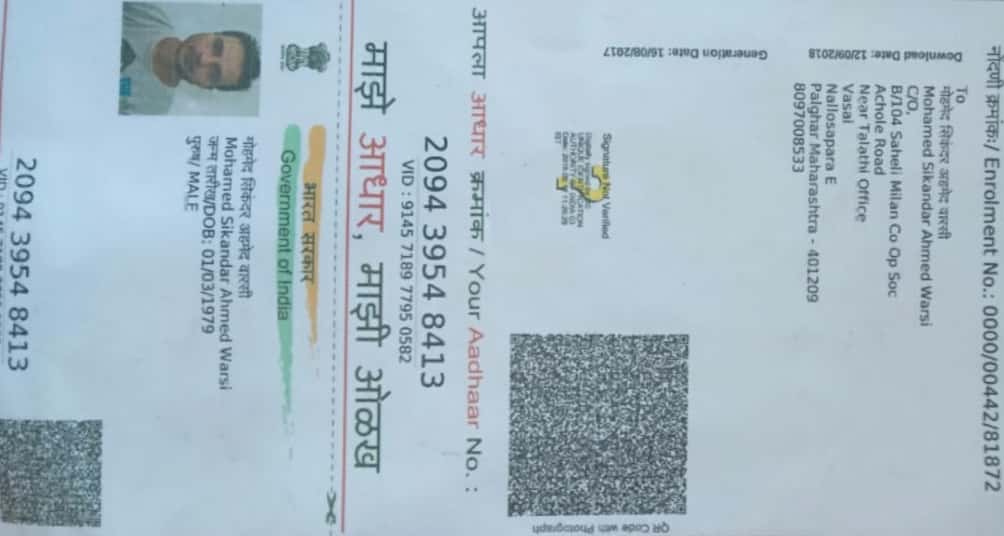 नोंदणी क्रमांक:/ Enrolment No.: 0000/00442/81872
Download Date: 12/09/2018
Generation Date: 16/08/2017
To
मोहमेद सिकंदर अहमेद वारसी
Mohamed Sikandar Ahmed Warsi
C/O,
B/104 Saheli Milan Co Op Soc
Achole Road
Near Talathi Office
Vasai
Nallosapara E
Palghar Maharashtra - 401209
8097008533
Signature Not Verified
QR Code with Photograph
आपला आधार क्रमांक / Your Aadhaar No. :
2094 3954 8413
VID : 9145 7189 7795 0582
माझे आधार, माझी ओळख
भारत सरकार
Government of India
मोहमेद सिकंदर अहमेद वारसी
Mohamed Sikandar Ahmed Warsi
जन्म तारीख/DOB: 01/03/1979
पुरुष/ MALE
2094 3954 8413